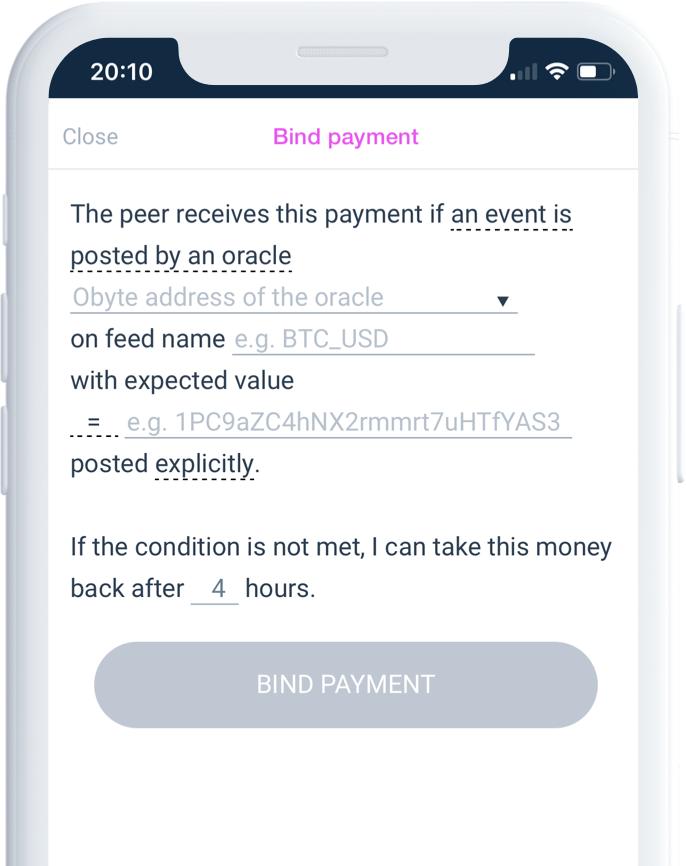 20:10
Close Bind payment
The peer receives this payment if an event is
posted by an oracle
Obyte address of the oracle ▼
on feed name e.g. BTC_USD
with expected value
= e.g. 1PC9aZC4hNX2rmmrt7uHTfYAS3
posted explicitly.
If the condition is not met, I can take this money
back after 4 hours.
BIND PAYMENT